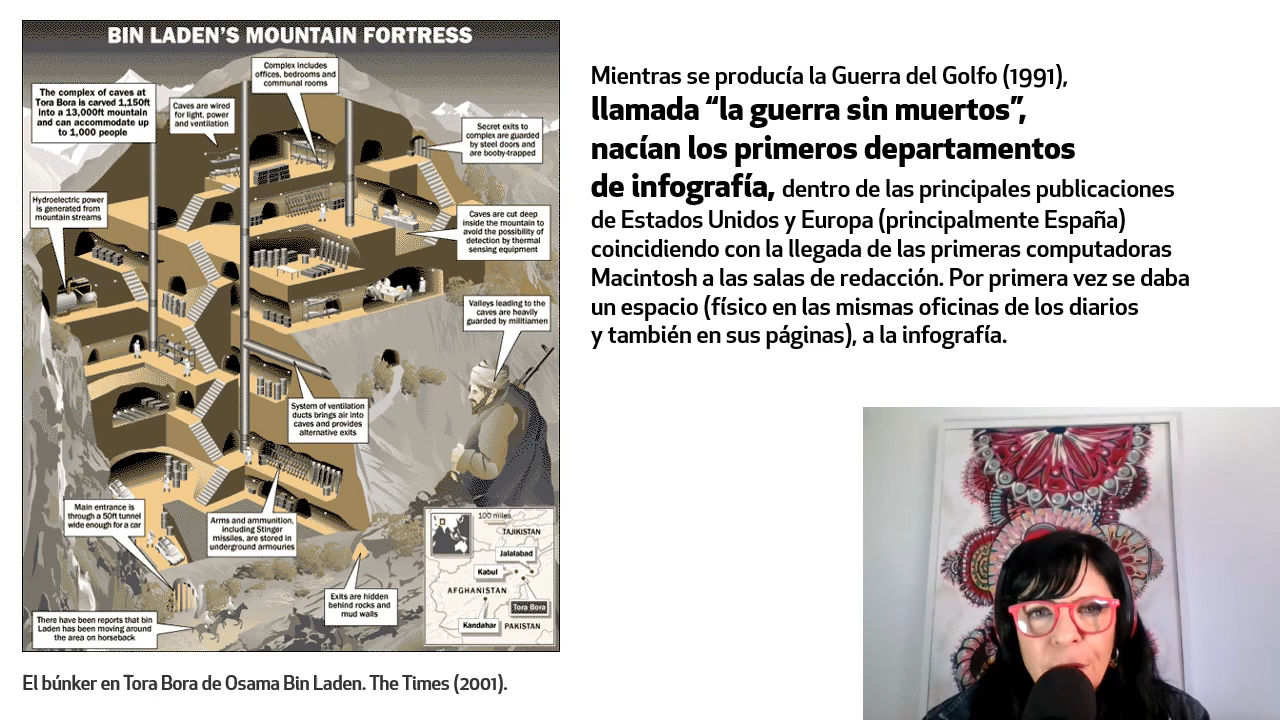 BIN LADEN'S MOUNTAIN FORTRESS
The complex of caves at
Tora Bora is carved 1,150ft
into a 13,000ft mountain
and can accommodate up
to 1,000 people
Caves are wired
for light, power
and ventilation
Complex includes
offices, bedrooms and
communal rooms
Secret exits to
complex are guarded
by steel doors and
are booby-trapped
Hydroelectric power
is generated from
mountain streams
Caves are cut deep
inside the mountain to
avoid the possibility of
detection by thermal
sensing equipment
Valleys leading to the
caves are heavily
guarded by militiamen
System of ventilation
ducts brings air into
caves and provides
alternative exits
Main entrance is
through a 50ft tunnel
wide enough for a car
Arms and ammunition,
including Stinger
missiles, are stored in
underground armouries
Exits are hidden
behind rocks and
mud walls
There have been reports that bin
Laden has been moving around
the area on horseback
100 miles
TAJIKISTAN
Jalalabad
Kabul
AFGHANISTAN
Tora Bora
Kandahar
PAKISTAN
El búnker en Tora Bora de Osama Bin Laden. The Times (2001).
Mientras se producía la Guerra del Golfo (1991),
llamada “la guerra sin muertos”,
nacían los primeros departamentos
de infografía, dentro de las principales publicaciones
de Estados Unidos y Europa (principalmente España)
coincidiendo con la llegada de las primeras computadoras
Macintosh a las salas de redacción. Por primera vez se daba
un espacio (físico en las mismas oficinas de los diarios
y también en sus páginas), a la infografía.